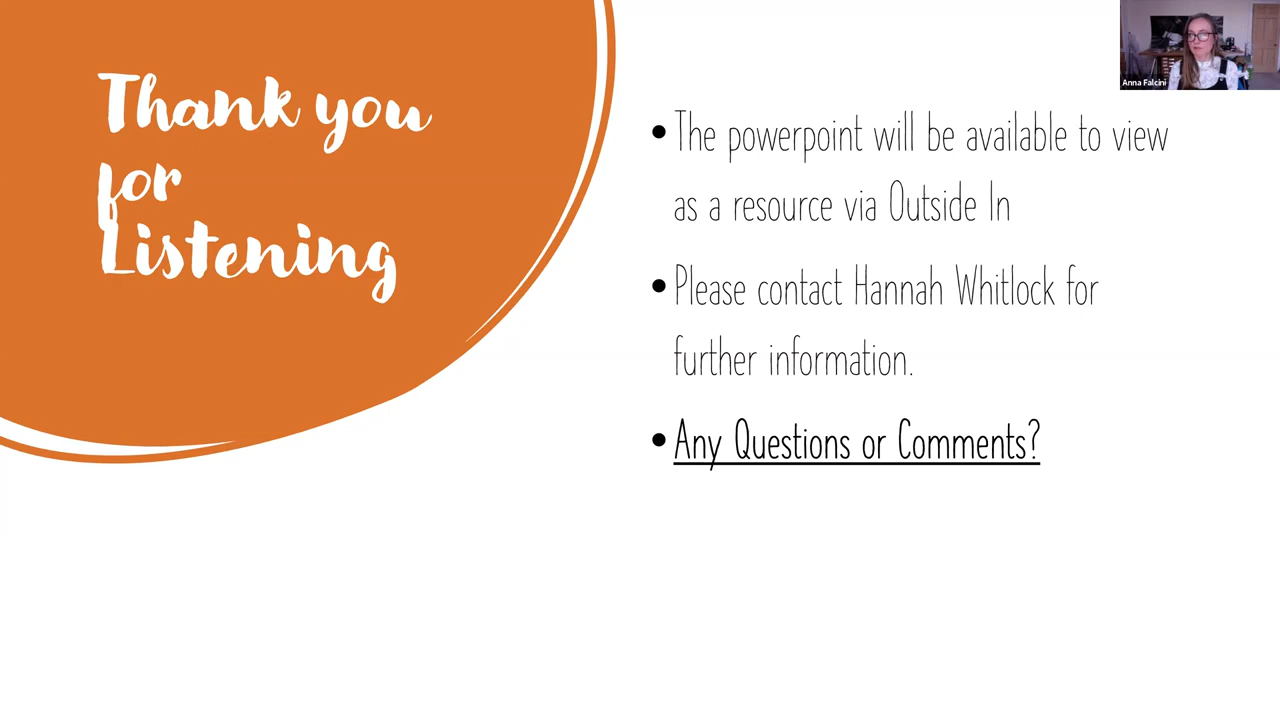 Thank you
for
Listening
• The powerpoint will be available to view
as a resource via Outside In
• Please contact Hannah Whitlock for
further information.
• Any Questions or Comments?
Anna Falcini